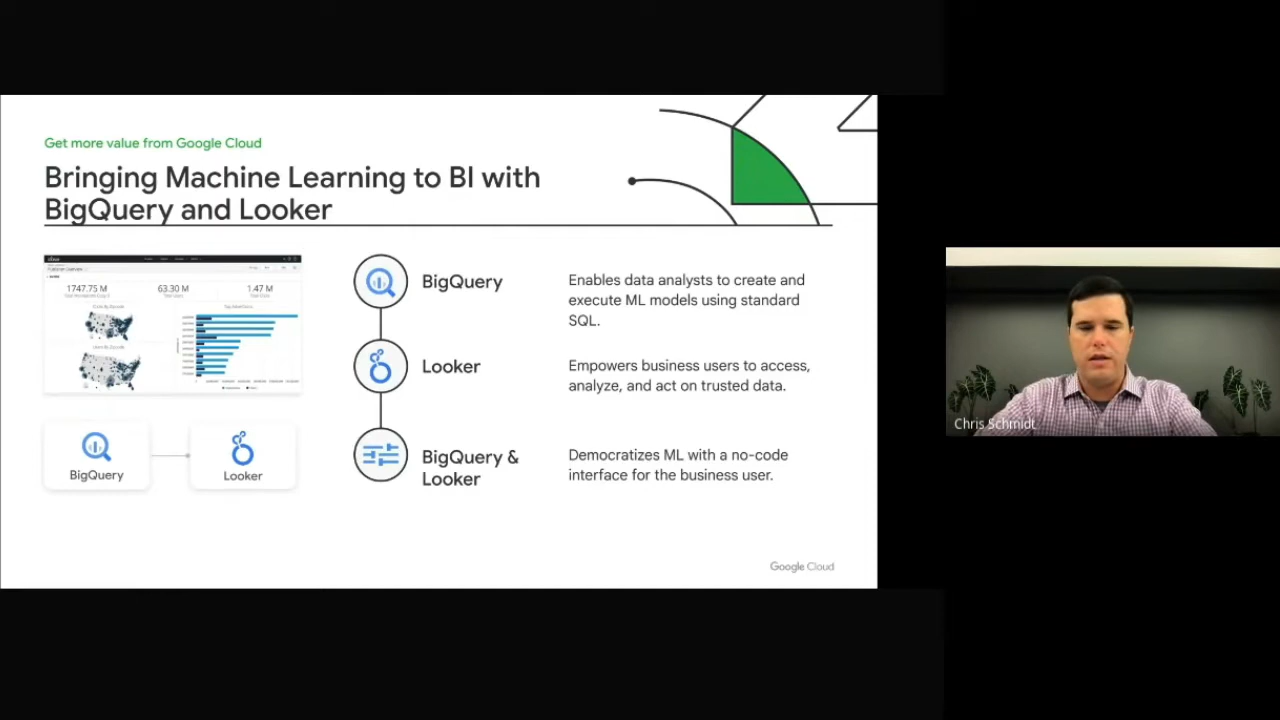 Get more value from Google Cloud
Bringing Machine Learning to BI with
BigQuery and Looker
1747.75 M
63.30 M
1.47 M
BigQuery
Enables data analysts to create and
execute ML models using standard
SQL.
Looker
Empowers business users to access,
analyze, and act on trusted data.
BigQuery &
Looker
Democratizes ML with a no-code
interface for the business user.
BigQuery
Looker
Google Cloud
Chris Schmidt